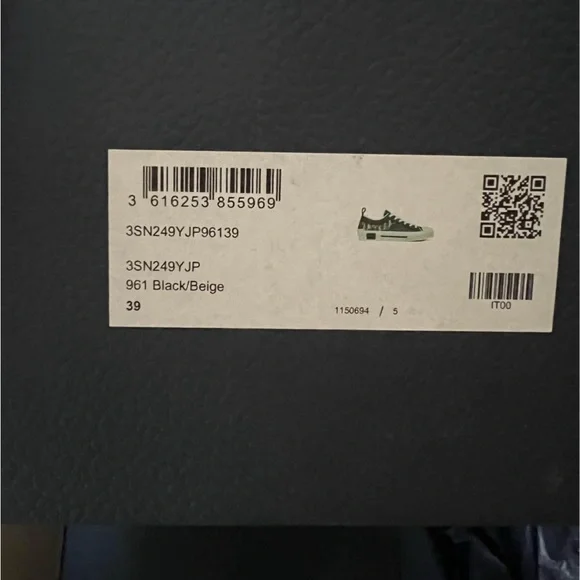 3 616253 855969
3SN249YJP96139
3SN249YJP
961 Black/Beige
39
1150694 / 5
IT00